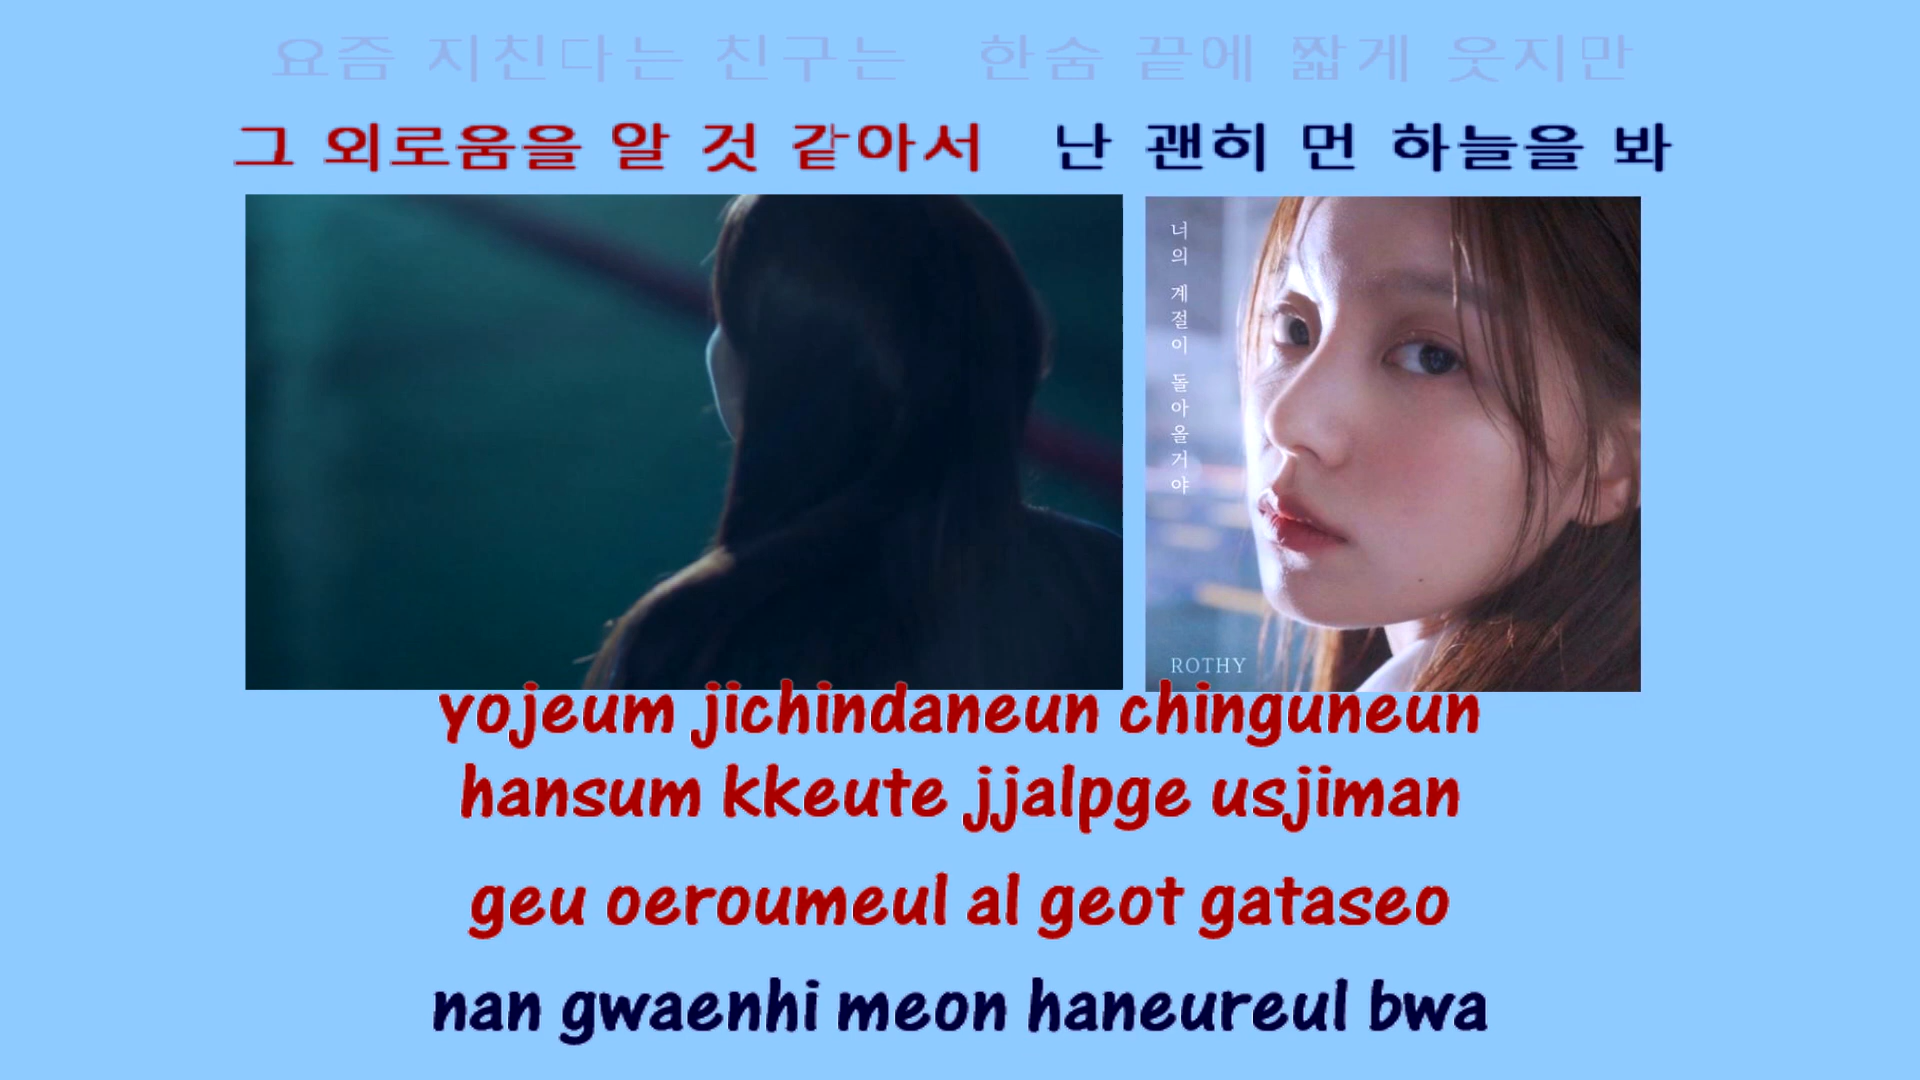 요즘 지친다는 친구는 한숨 끝에 짧게 웃지만
그 외로움을 알 것 같아서 난 괜히 먼 하늘을 봐
너의 계절이 돌아올거야
ROTHY
yojeum jichindaneun chinguneun
hansum kkeute jjalpge usjiman
geu oeroumeul al geot gataseo
nan gwaenhi meon haneureul bwa